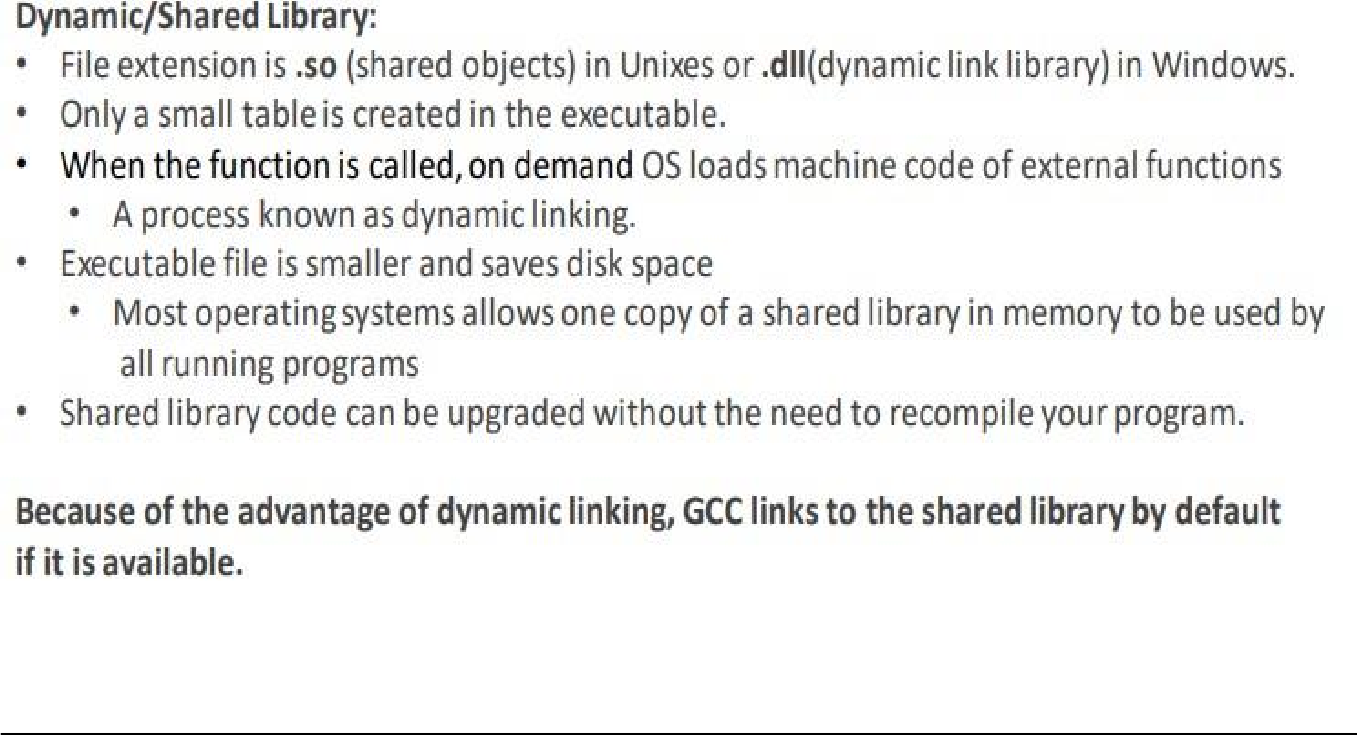 Dynamic/Shared Library:
• File extension is .so (shared objects) in Unixes or .dll(dynamic link library) in Windows.
• Only a small table is created in the executable.
• When the function is called, on demand OS loads machine code of external functions
• A process known as dynamic linking.
• Executable file is smaller and saves disk space
• Most operating systems allows one copy of a shared library in memory to be used by
all running programs
• Shared library code can be upgraded without the need to recompile your program.
Because of the advantage of dynamic linking, GCC links to the shared library by default
if it is available.